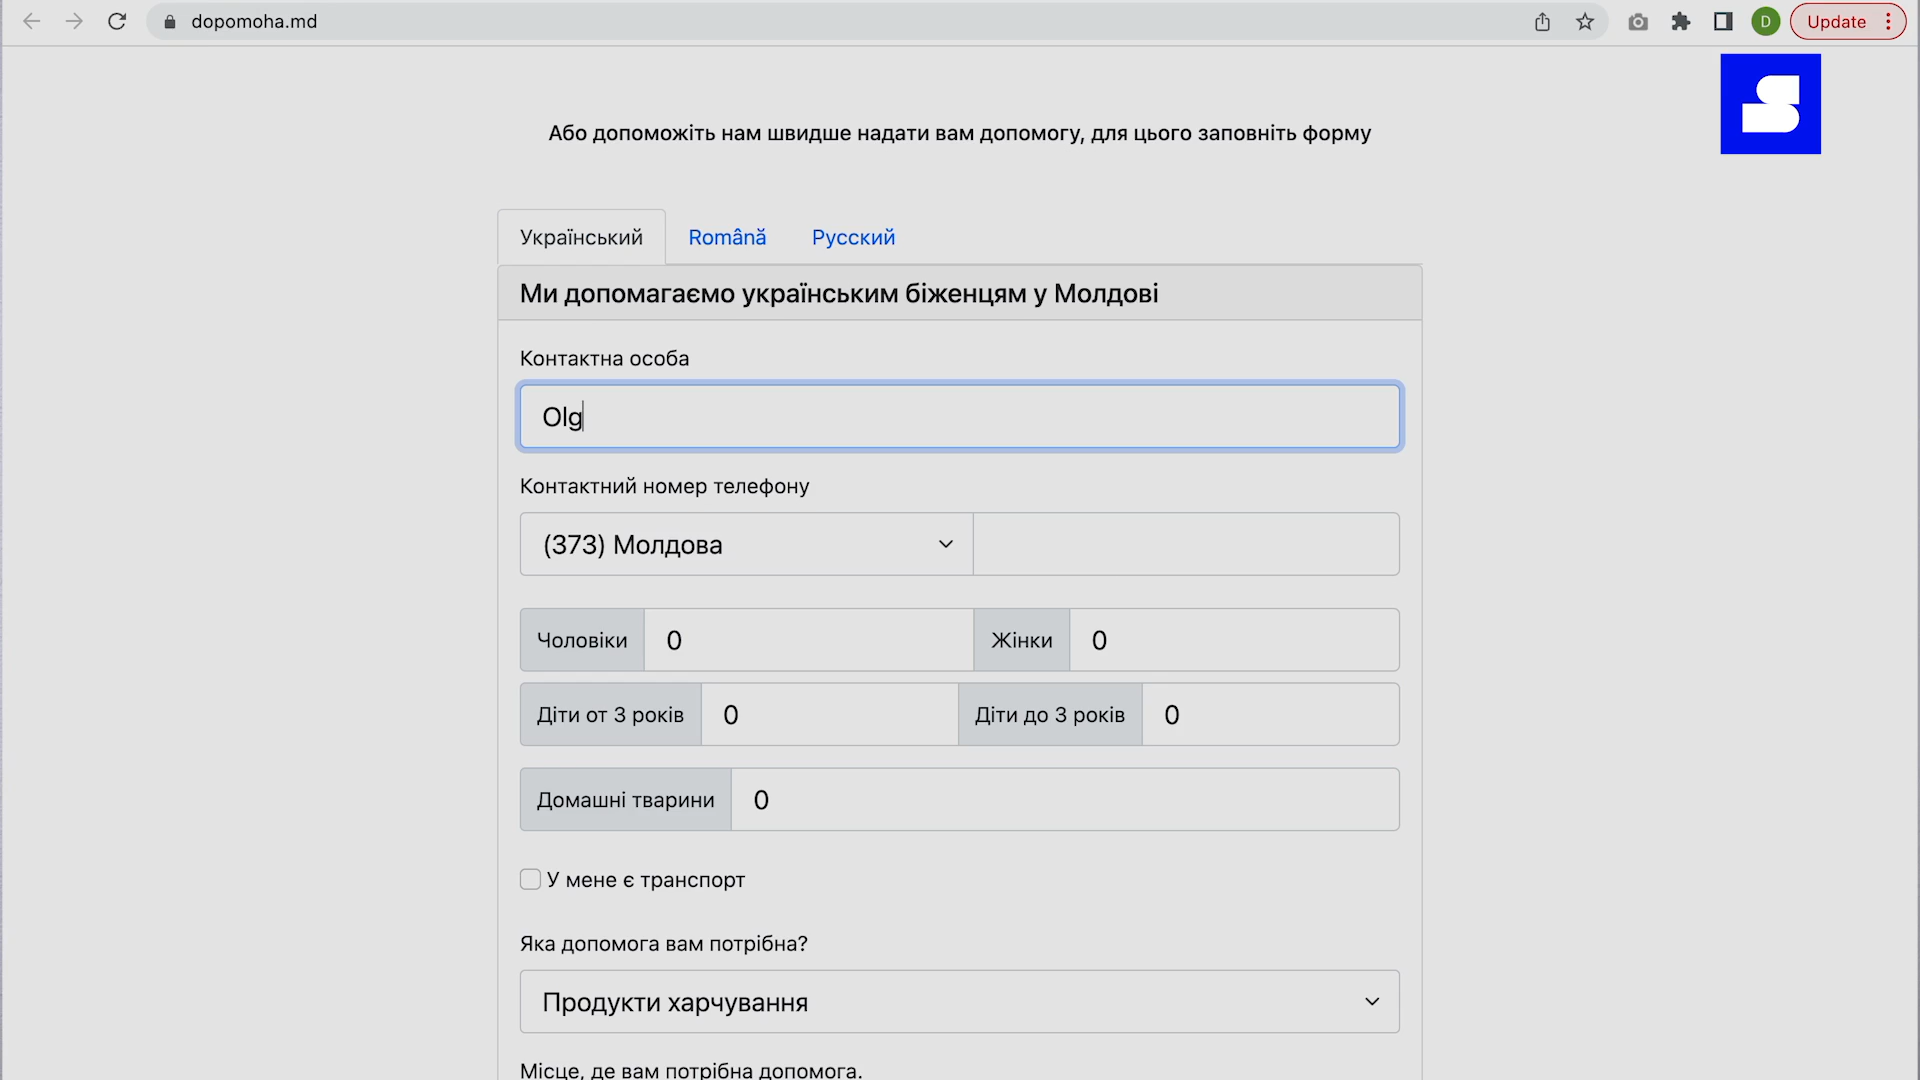 dopomoha.md
D
Update
Або допоможіть нам швидше надати вам допомогу, для цього заповніть форму
Український Română Русский
Ми допомагаємо українським біженцям у Молдові
Контактна особа
Olg
Контактний номер телефону
(373) Молдова
Чоловіки 0 Жінки 0
Діти от 3 років 0 Діти до 3 років 0
Домашні тварини 0
У мене є транспорт
Яка допомога вам потрібна?
Продукти харчування
Місце, де вам потрібна допомога.